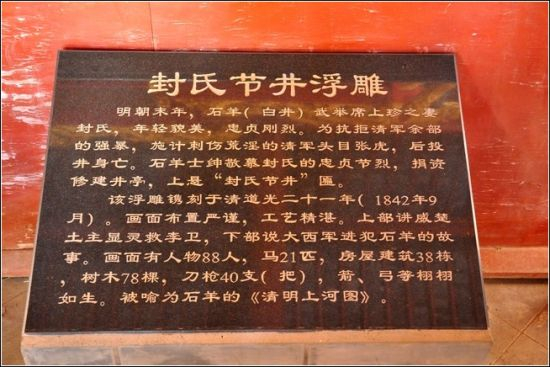 封氏节井浮雕
明朝末年，石羊（白井）武举席上珍之妻
封氏，年轻貌美，忠贞刚烈。为抗拒清军余部
的强暴，施计刺伤荒淫的清军头目张虎，后投
井身亡。石羊士绅敬慕封氏的忠贞节烈，捐资
修建井亭，上悬“封氏节井”匾。
该浮雕镌刻于清道光二十一年（1842年9
月）。画面布置严谨，工艺精湛。上部讲戚楚
土主显灵救李卫，下部说大西军进犯石羊的故
事。画面有人物88人，马21匹，房屋建筑38栋
，树木78棵，刀枪40支（把），箭、弓等栩栩
如生。被喻为石羊的《清明上河图》。